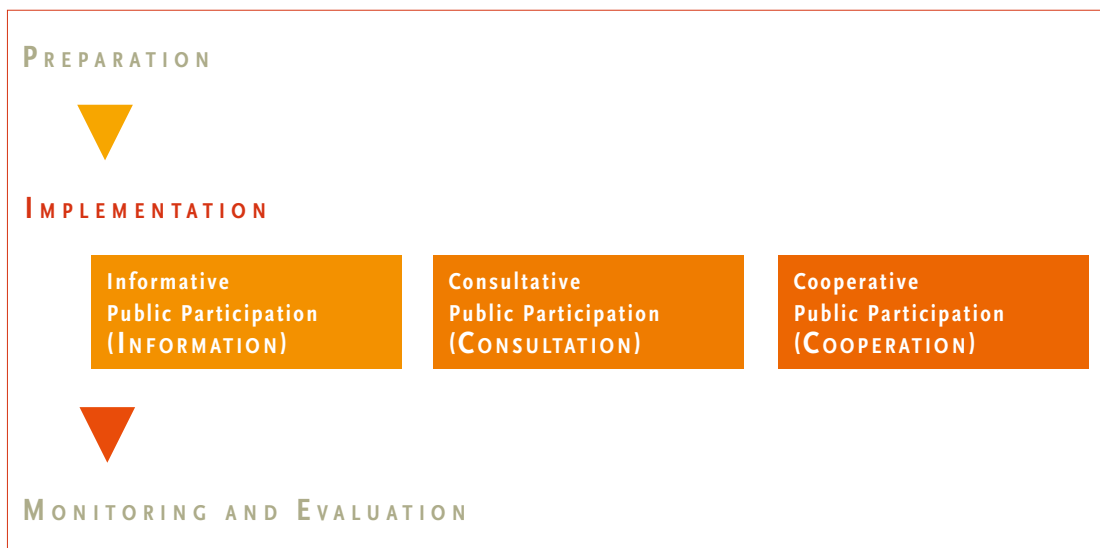 PREPARATION
IMPLEMENTATION
Informative
Public Participation
(INFORMATION)
Consultative
Public Participation
(CONSULTATION)
Cooperative
Public Participation
(COOPERATION)
MONITORING AND EVALUATION